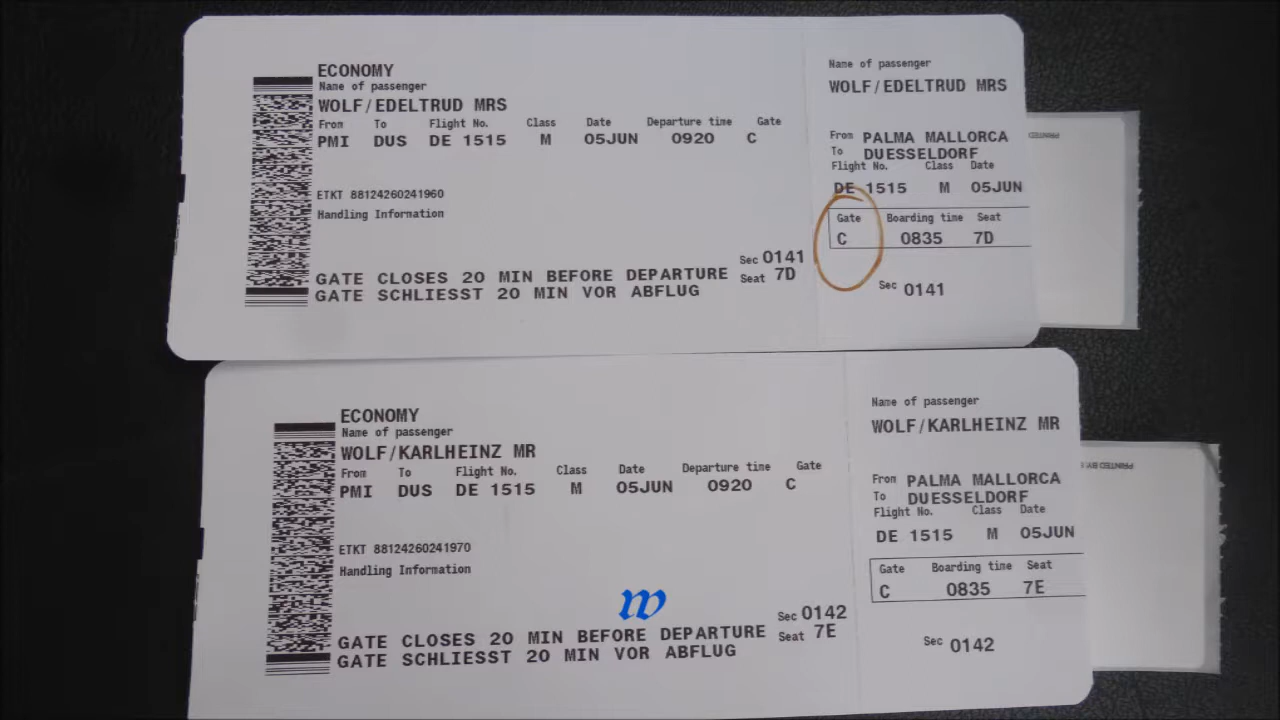 ECONOMY
Name of passenger
WOLF/EDELTRUD MRS
From To Flight No. Class Date Departure time Gate
PMI DUS DE 1515 M 05JUN 0920 C
ETKT 88124260241960
Handling Information
Sec 0141
GATE CLOSES 20 MIN BEFORE DEPARTURE Seat 7D
GATE SCHLIESST 20 MIN VOR ABFLUG
Name of passenger
WOLF/EDELTRUD MRS
From PALMA MALLORCA
To DUESSELDORF
Flight No. Class Date
DE 1515 M 05JUN
Gate Boarding time Seat
C 0835 7D
Sec 0141
PRINTED
ECONOMY
Name of passenger
WOLF/KARLHEINZ MR
From To Flight No. Class Date Departure time Gate
PMI DUS DE 1515 M 05JUN 0920 C
ETKT 88124260241970
Handling Information
w
Sec 0142
GATE CLOSES 20 MIN BEFORE DEPARTURE Seat 7E
GATE SCHLIESST 20 MIN VOR ABFLUG
Name of passenger
WOLF/KARLHEINZ MR
From PALMA MALLORCA
To DUESSELDORF
Flight No. Class Date
DE 1515 M 05JUN
Gate Boarding time Seat
C 0835 7E
Sec 0142
PRINTED BY: